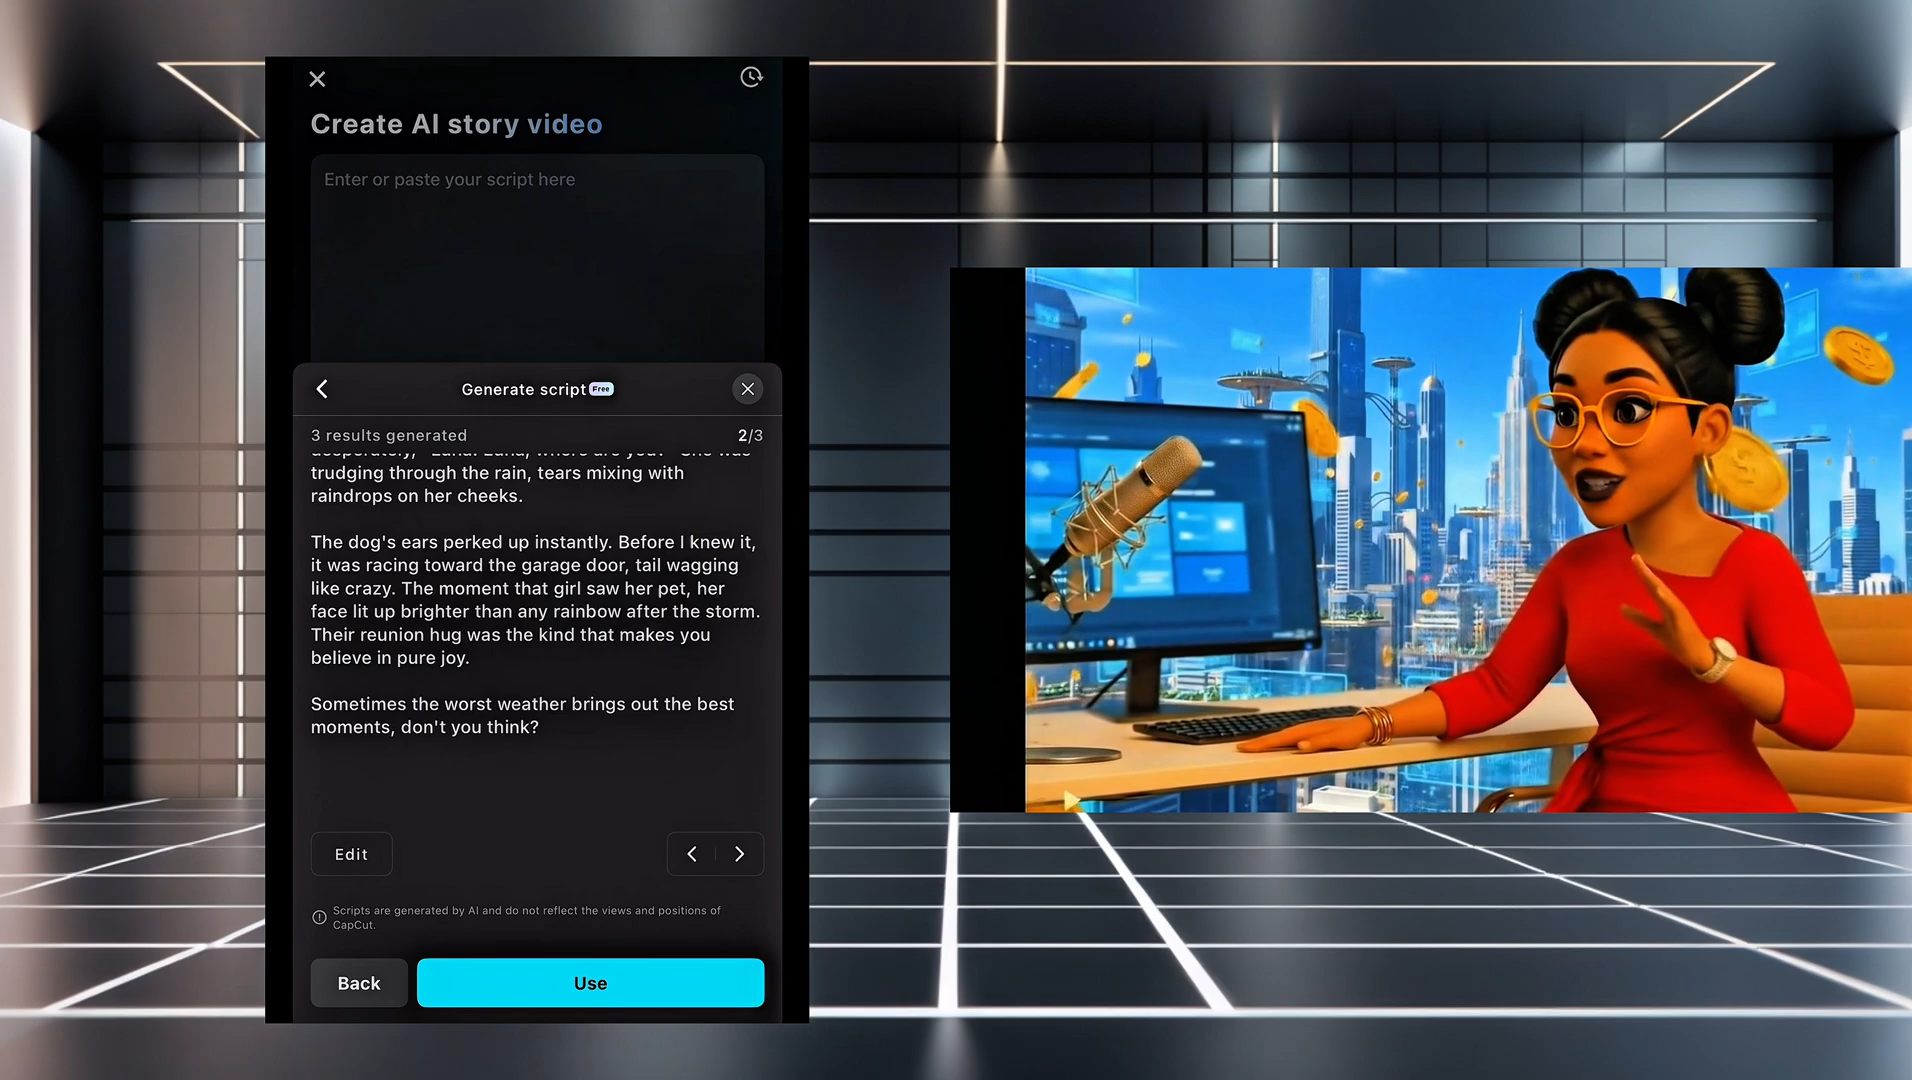 Create AI story video
Enter or paste your script here
Generate script Free
3 results generated
2/3
trudging through the rain, tears mixing with
raindrops on her cheeks.
The dog's ears perked up instantly. Before I knew it,
it was racing toward the garage door, tail wagging
like crazy. The moment that girl saw her pet, her
face lit up brighter than any rainbow after the storm.
Their reunion hug was the kind that makes you
believe in pure joy.
Sometimes the worst weather brings out the best
moments, don't you think?
Edit
Scripts are generated by AI and do not reflect the views and positions of
CapCut.
Back
Use